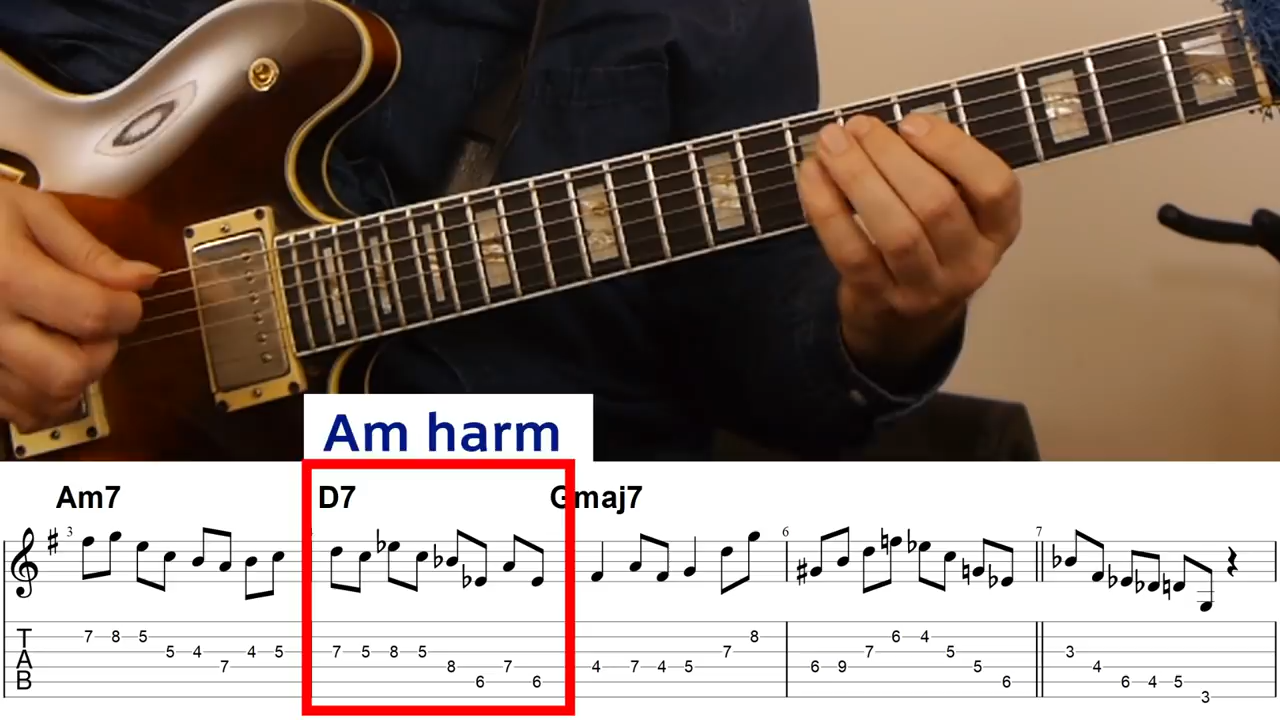 Am harm
Am7 D7 Gmaj7
3 4 6 7
T 7 8 5 8 6 4
A 5 4 4 5 7 5 8 5 7 5 3
7 8 7 4 7 4 5 6 9 5 4
B 6 6 6 6 4 5
3